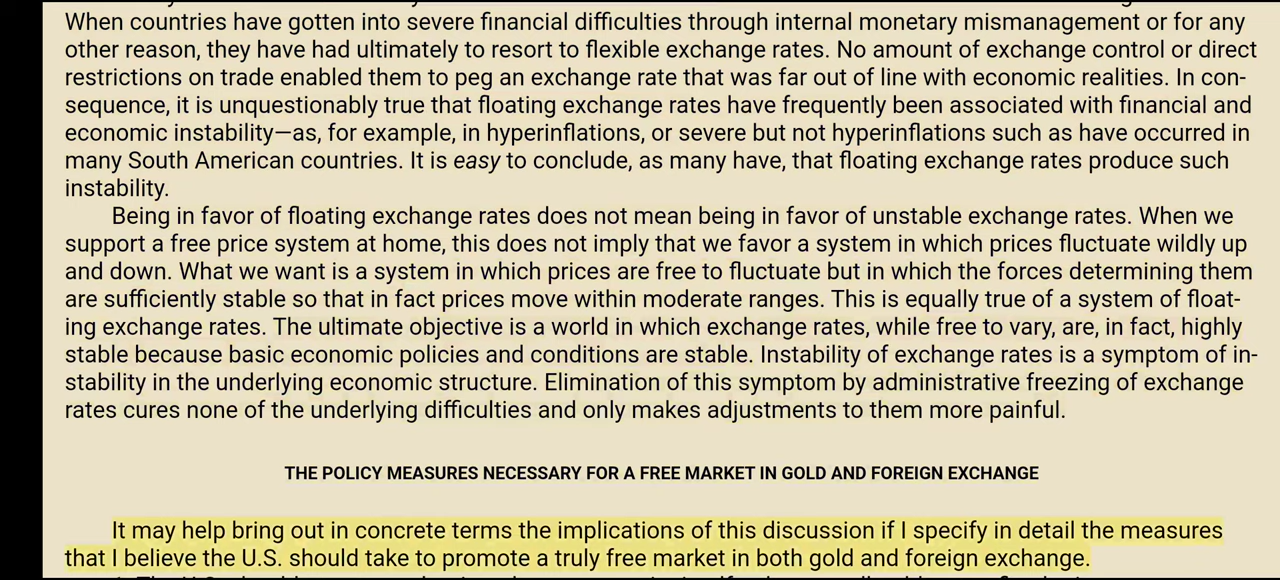 When countries have gotten into severe financial difficulties through internal monetary mismanagement or for any
other reason, they have had ultimately to resort to flexible exchange rates. No amount of exchange control or direct
restrictions on trade enabled them to peg an exchange rate that was far out of line with economic realities. In con-
sequence, it is unquestionably true that floating exchange rates have frequently been associated with financial and
economic instability—as, for example, in hyperinflations, or severe but not hyperinflations such as have occurred in
many South American countries. It is easy to conclude, as many have, that floating exchange rates produce such
instability.
Being in favor of floating exchange rates does not mean being in favor of unstable exchange rates. When we
support a free price system at home, this does not imply that we favor a system in which prices fluctuate wildly up
and down. What we want is a system in which prices are free to fluctuate but in which the forces determining them
are sufficiently stable so that in fact prices move within moderate ranges. This is equally true of a system of float-
ing exchange rates. The ultimate objective is a world in which exchange rates, while free to vary, are, in fact, highly
stable because basic economic policies and conditions are stable. Instability of exchange rates is a symptom of in-
stability in the underlying economic structure. Elimination of this symptom by administrative freezing of exchange
rates cures none of the underlying difficulties and only makes adjustments to them more painful.
THE POLICY MEASURES NECESSARY FOR A FREE MARKET IN GOLD AND FOREIGN EXCHANGE
It may help bring out in concrete terms the implications of this discussion if I specify in detail the measures
that I believe the U.S. should take to promote a truly free market in both gold and foreign exchange.